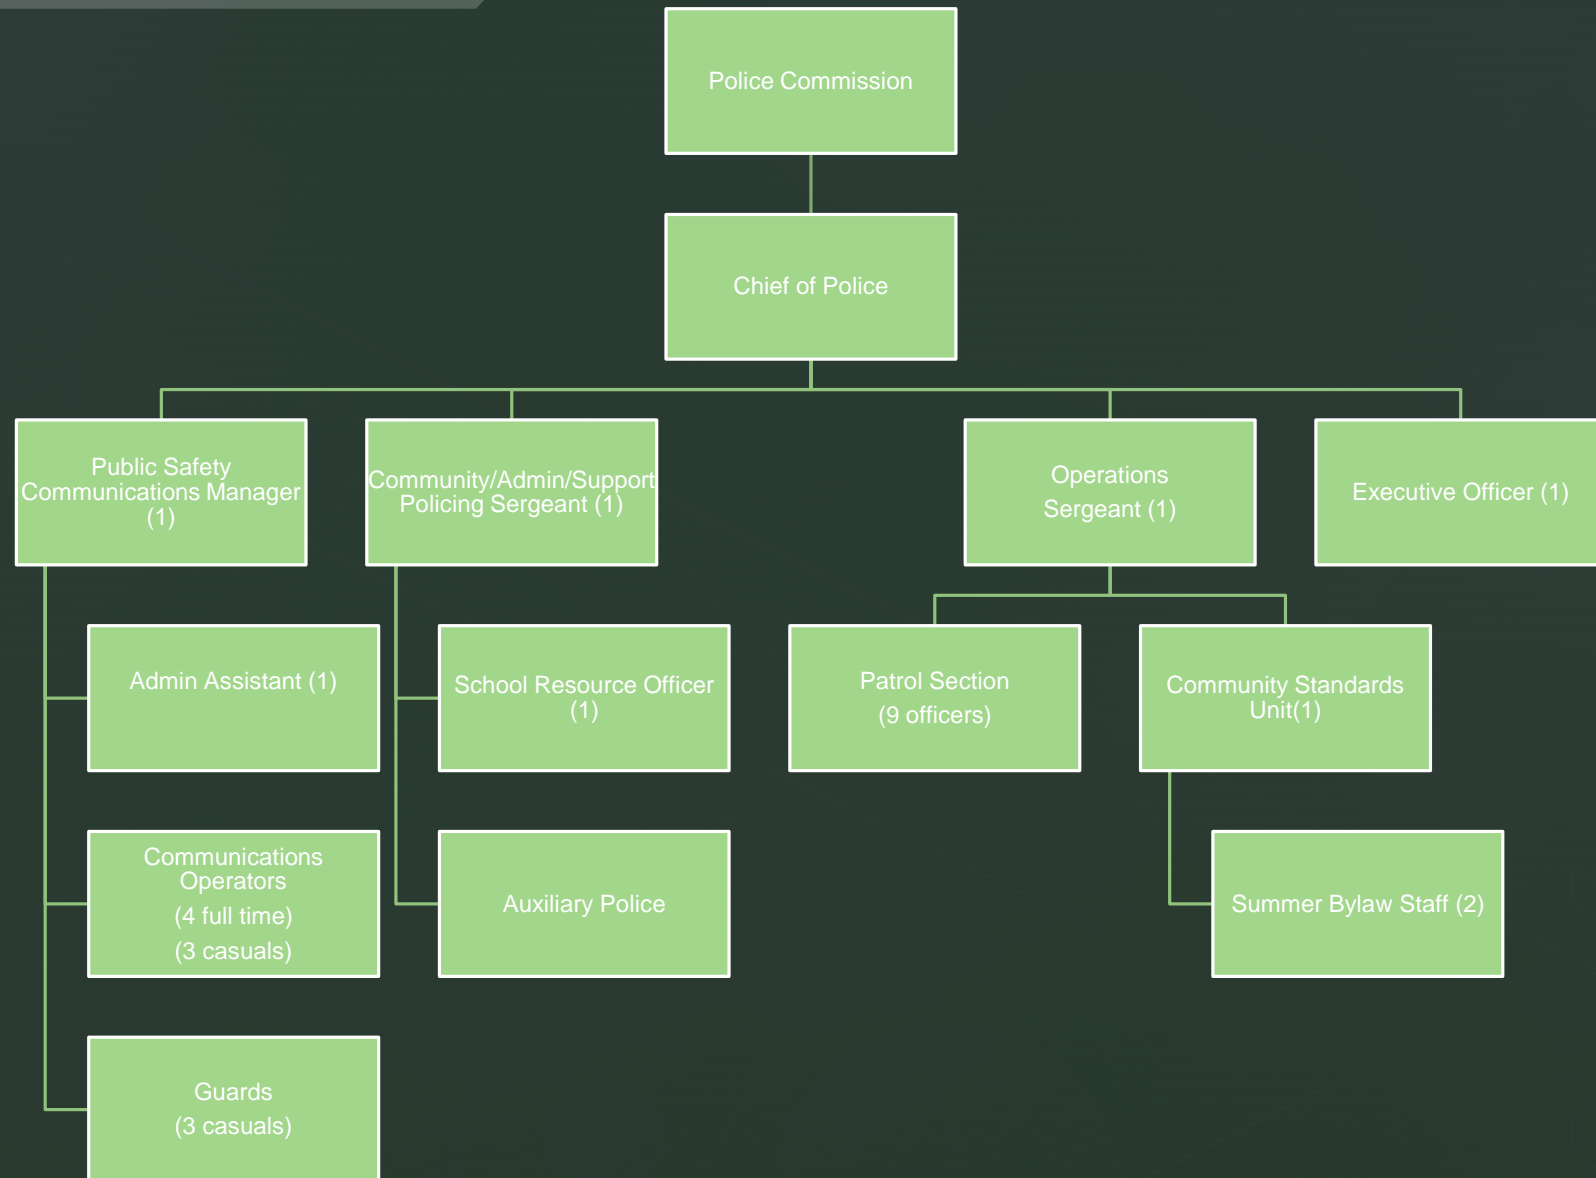 Police Commission
Chief of Police
Public Safety
Communications Manager
(1)
Community/Admin/Support
Policing Sergeant (1)
Operations
Sergeant (1)
Executive Officer (1)
Admin Assistant (1)
School Resource Officer
(1)
Patrol Section
(9 officers)
Community Standards
Unit(1)
Communications
Operators
(4 full time)
(3 casuals)
Auxiliary Police
Summer Bylaw Staff (2)
Guards
(3 casuals)